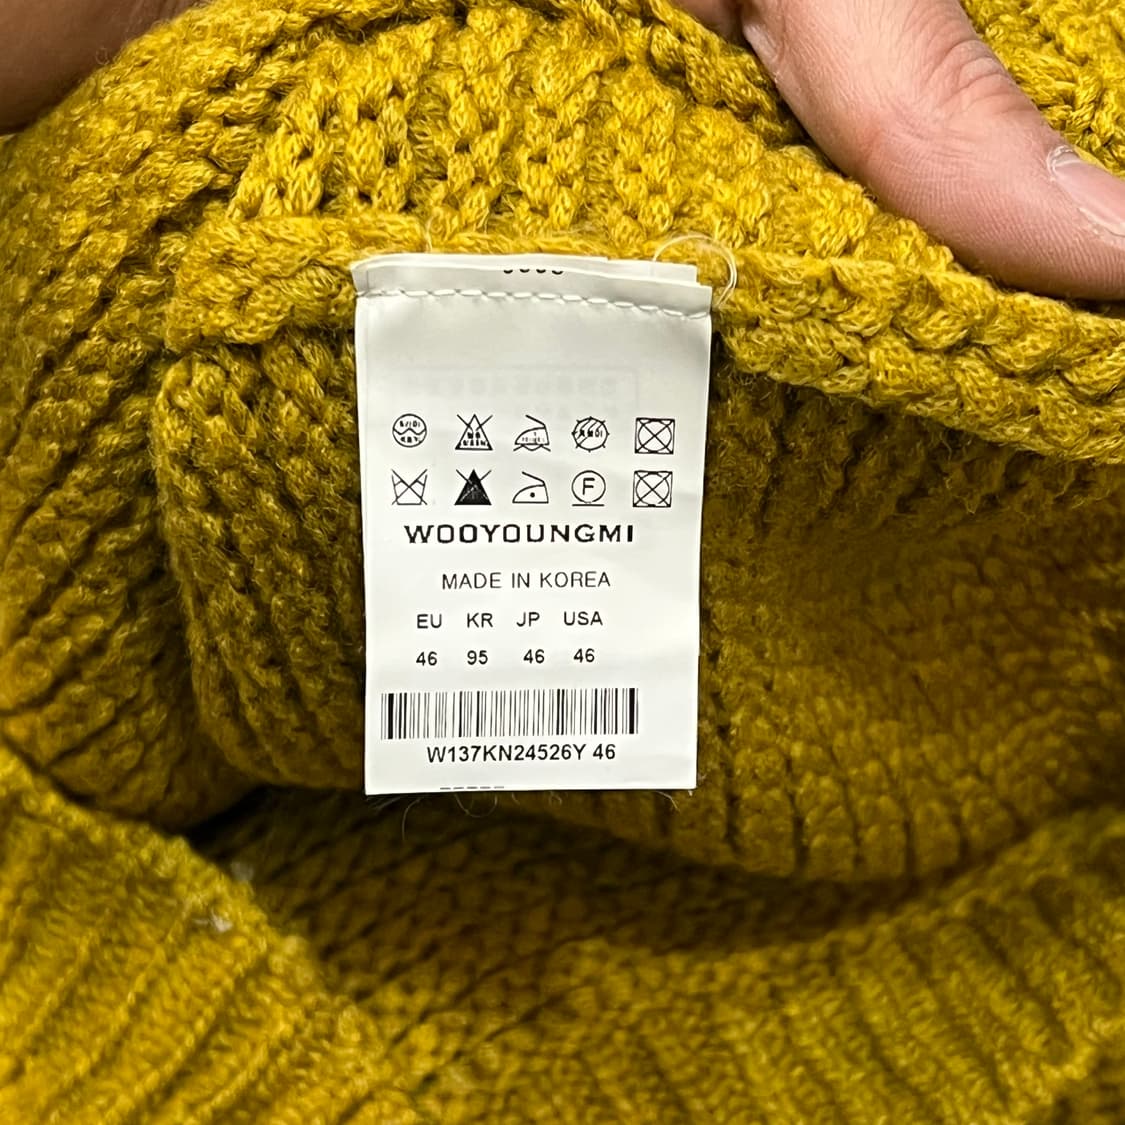 F
WOOYOUNGMI
MADE IN KOREA
EU KR JP USA
46 95 46 46
W137KN24526Y 46